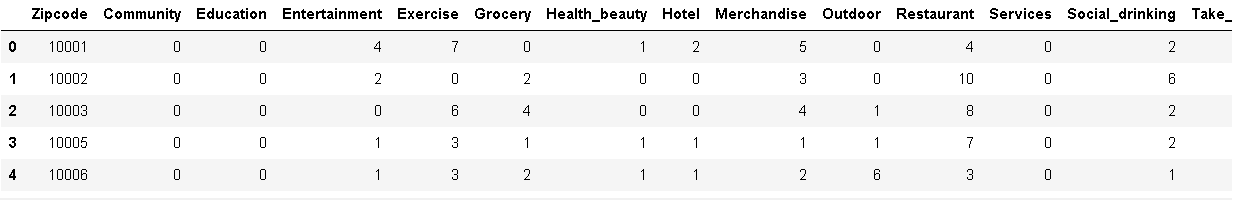 Zipcode Community Education Entertainment Exercise Grocery Health_beauty Hotel Merchandise Outdoor Restaurant Services Social_drinking Take_
0 10001 0 0 4 7 0 1 2 5 0 4 0 2
1 10002 0 0 2 0 2 0 0 3 0 10 0 6
2 10003 0 0 0 6 4 0 0 4 1 8 0 2
3 10005 0 0 1 3 1 1 1 1 1 7 0 2
4 10006 0 0 1 3 2 1 1 2 6 3 0 1